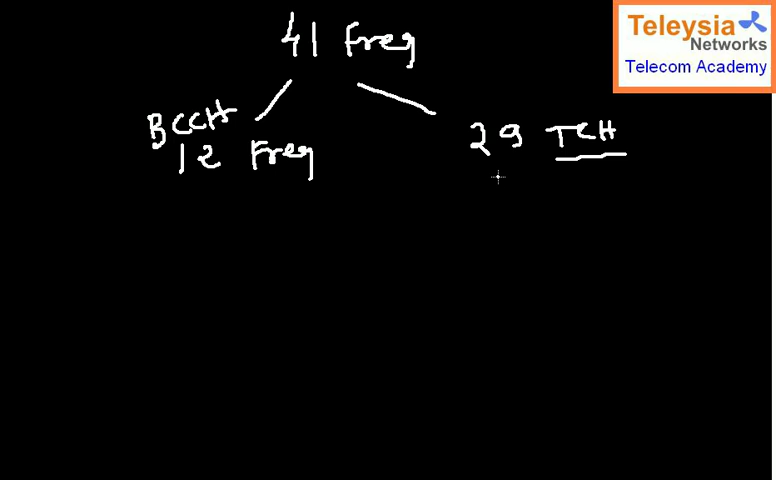 41 Freq
BCCH
12 Freq
29 TCH
Teleysia
Networks
Telecom Academy